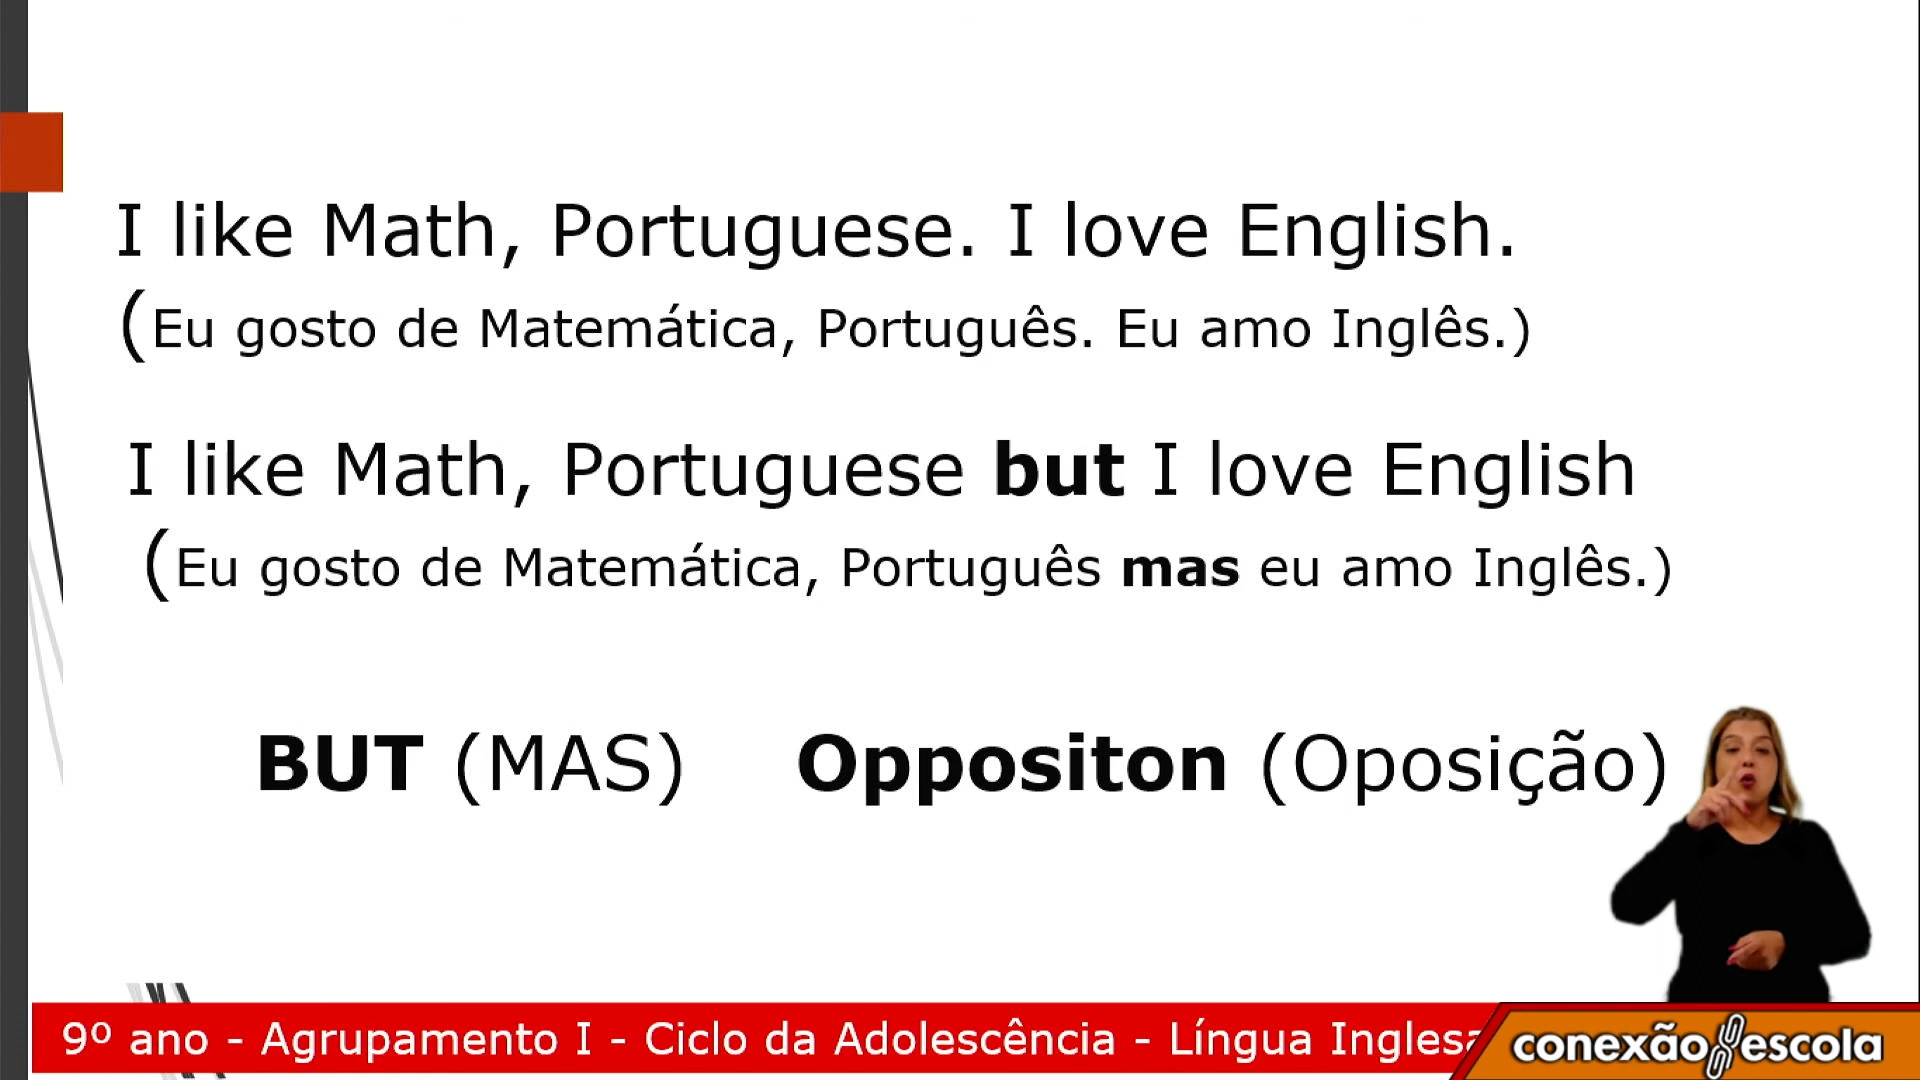 I like Math, Portuguese. I love English.
(Eu gosto de Matemática, Português. Eu amo Inglês.)
I like Math, Portuguese but I love English
(Eu gosto de Matemática, Português mas eu amo Inglês.)
BUT (MAS) Oppositon (Oposição)
9º ano - Agrupamento I - Ciclo da Adolescência - Língua Inglesa
conexão escola